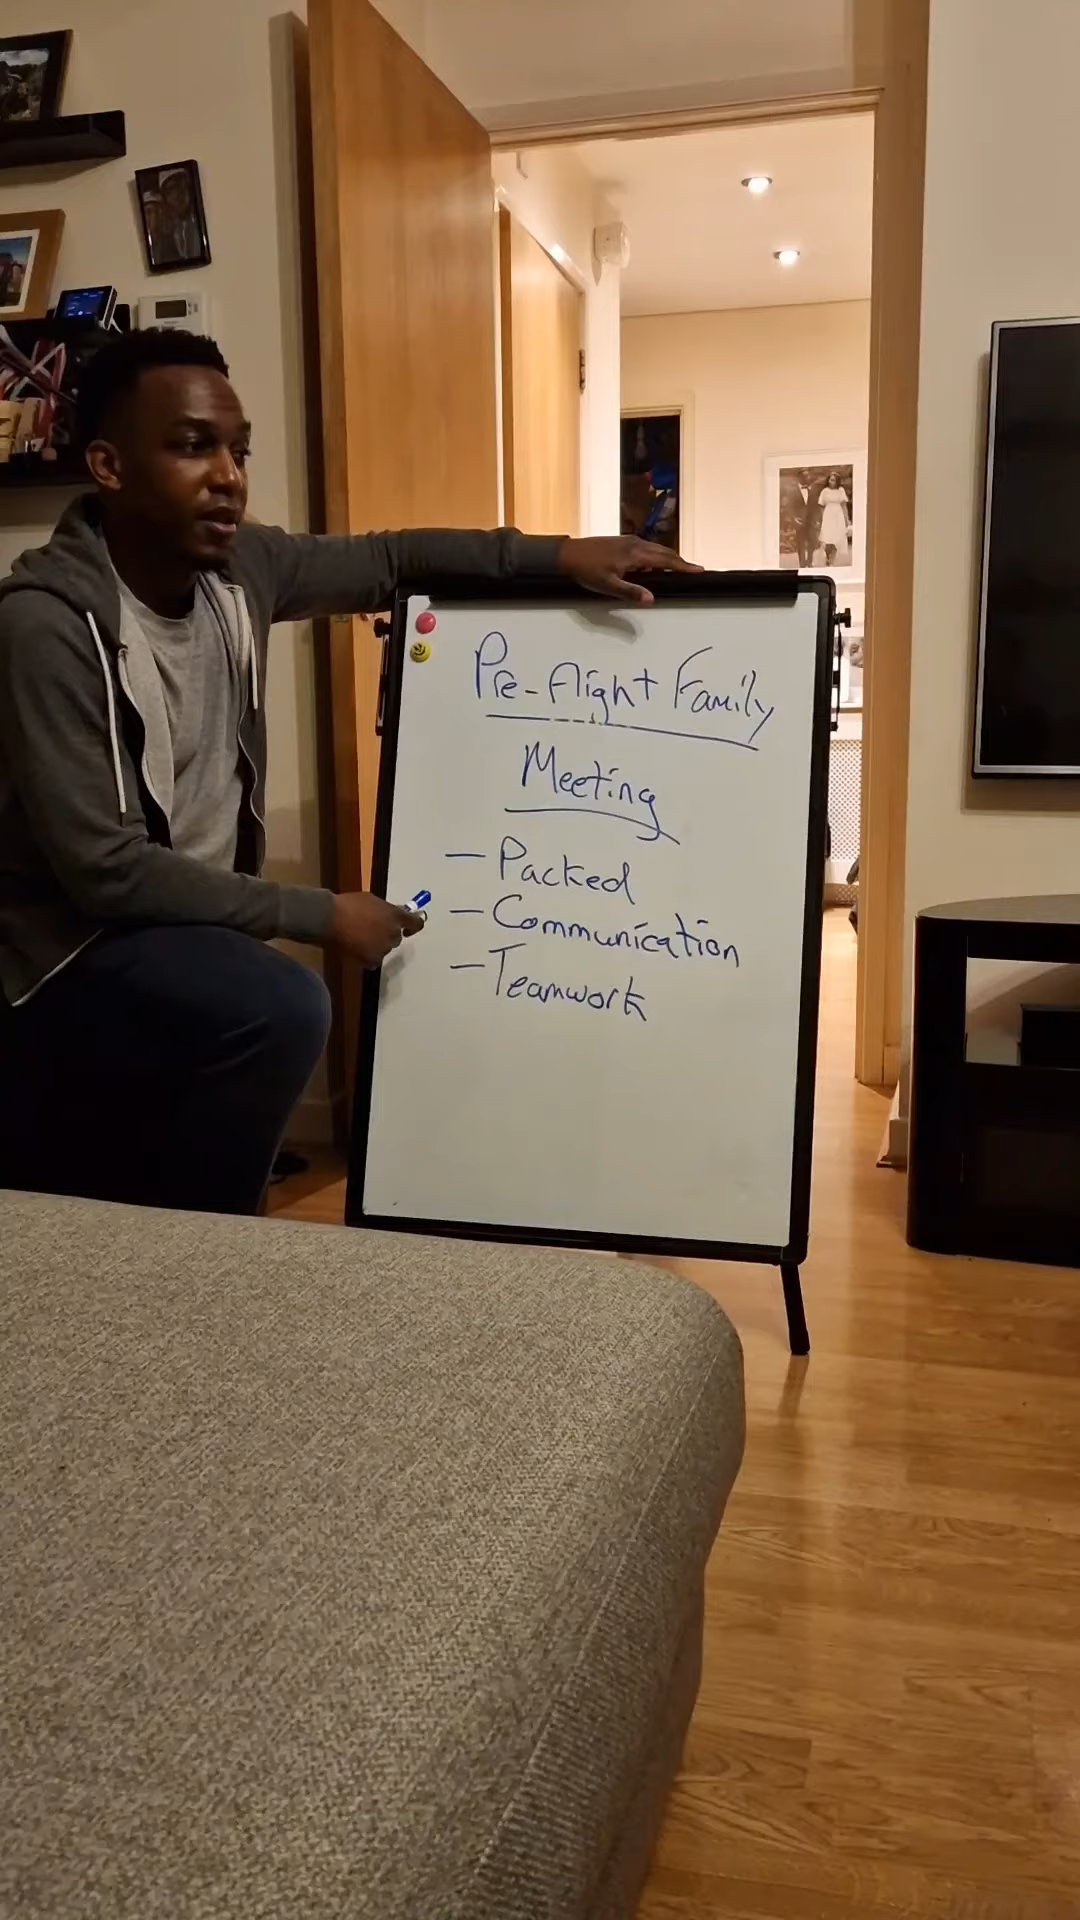 Pre-flight Family
Meeting
- Packed
- Communication
- Teamwork